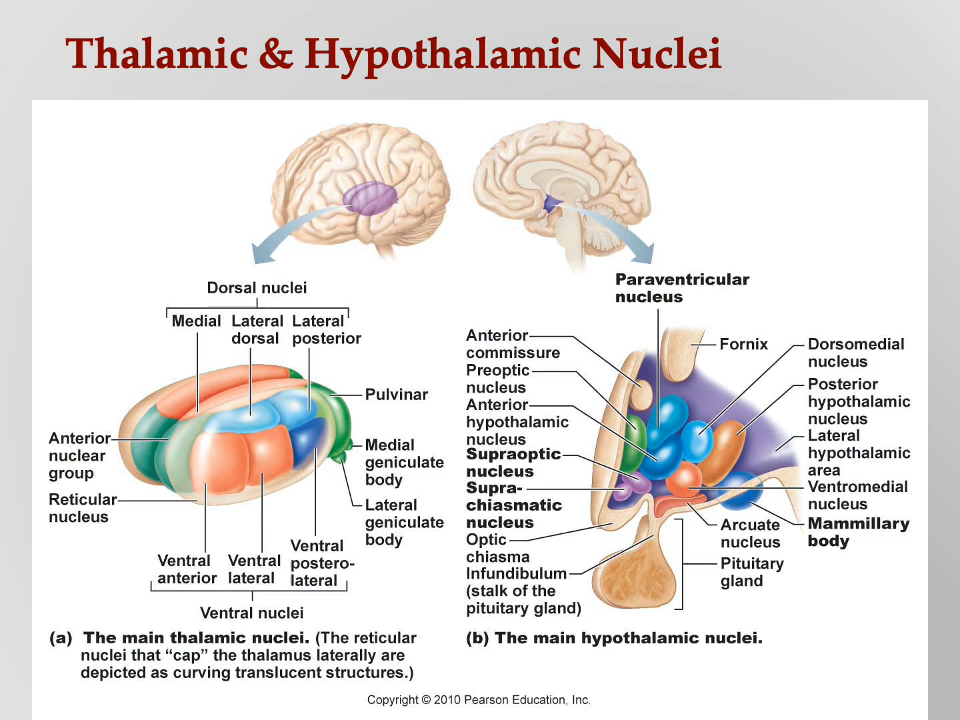 Thalamic & Hypothalamic Nuclei
Dorsal nuclei
Medial
Lateral
dorsal
Lateral
posterior
Pulvinar
Anterior
nuclear
group
Medial
geniculate
body
Reticular
nucleus
Lateral
geniculate
body
Ventral
anterior
Ventral
lateral
Ventral
postero-
lateral
Ventral nuclei
(a) The main thalamic nuclei. (The reticular
nuclei that “cap” the thalamus laterally are
depicted as curving translucent structures.)
Paraventricular
nucleus
Anterior
commissure
Preoptic
nucleus
Anterior
hypothalamic
nucleus
Supraoptic
nucleus
Supra-
chiasmatic
nucleus
Optic
chiasma
Infundibulum
(stalk of the
pituitary gland)
Fornix
Dorsomedial
nucleus
Posterior
hypothalamic
nucleus
Lateral
hypothalamic
area
Ventromedial
nucleus
Mammillary
body
Arcuate
nucleus
Pituitary
gland
(b) The main hypothalamic nuclei.
Copyright © 2010 Pearson Education, Inc.